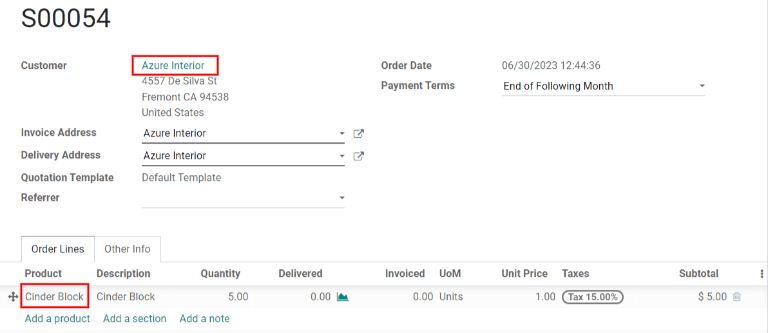 S00054
Customer Azure Interior Order Date 06/30/2023 12:44:36
4557 De Silva St Payment Terms End of Following Month
Fremont CA 94538
United States
Invoice Address Azure Interior
Delivery Address Azure Interior
Quotation Template Default Template
Referrer
Order Lines Other Info
Product Description Quantity Delivered Invoiced UoM Unit Price Taxes Subtotal
Cinder Block Cinder Block 5.00 0.00 0.00 Units 1.00 Tax 15.00% $ 5.00
Add a product Add a section Add a note